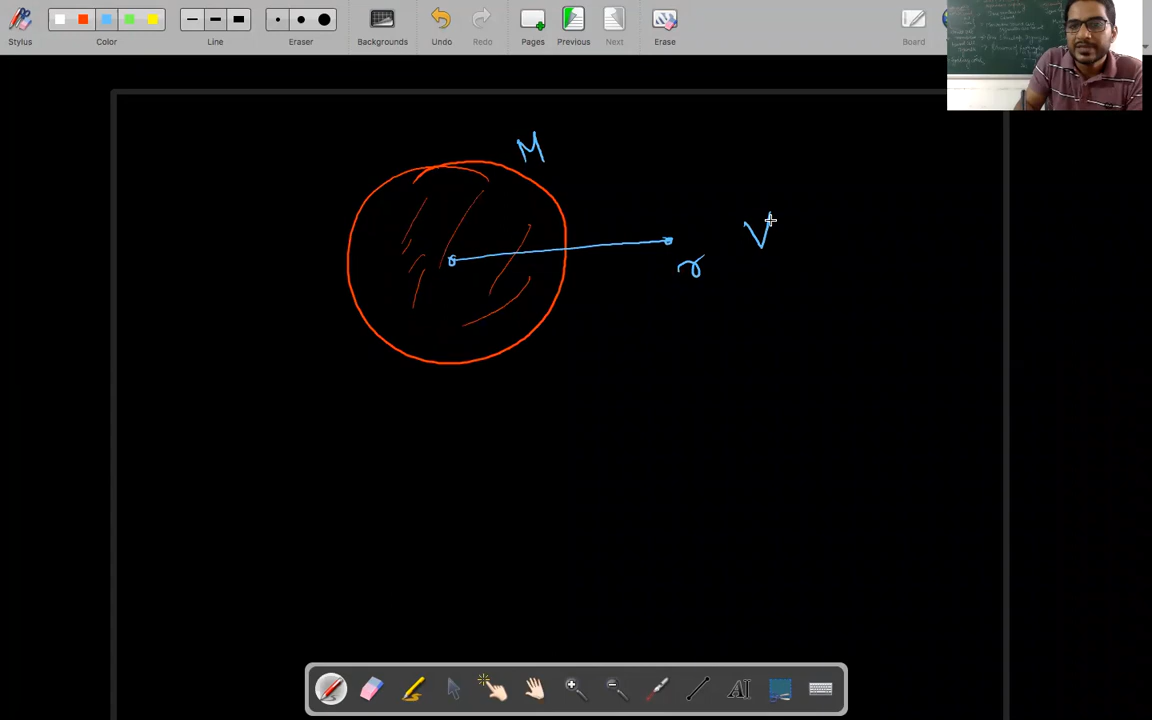 Stylus
Color
Line
Eraser
Backgrounds
Undo
Redo
Pages
Previous
Next
Erase
Board
M
V
r